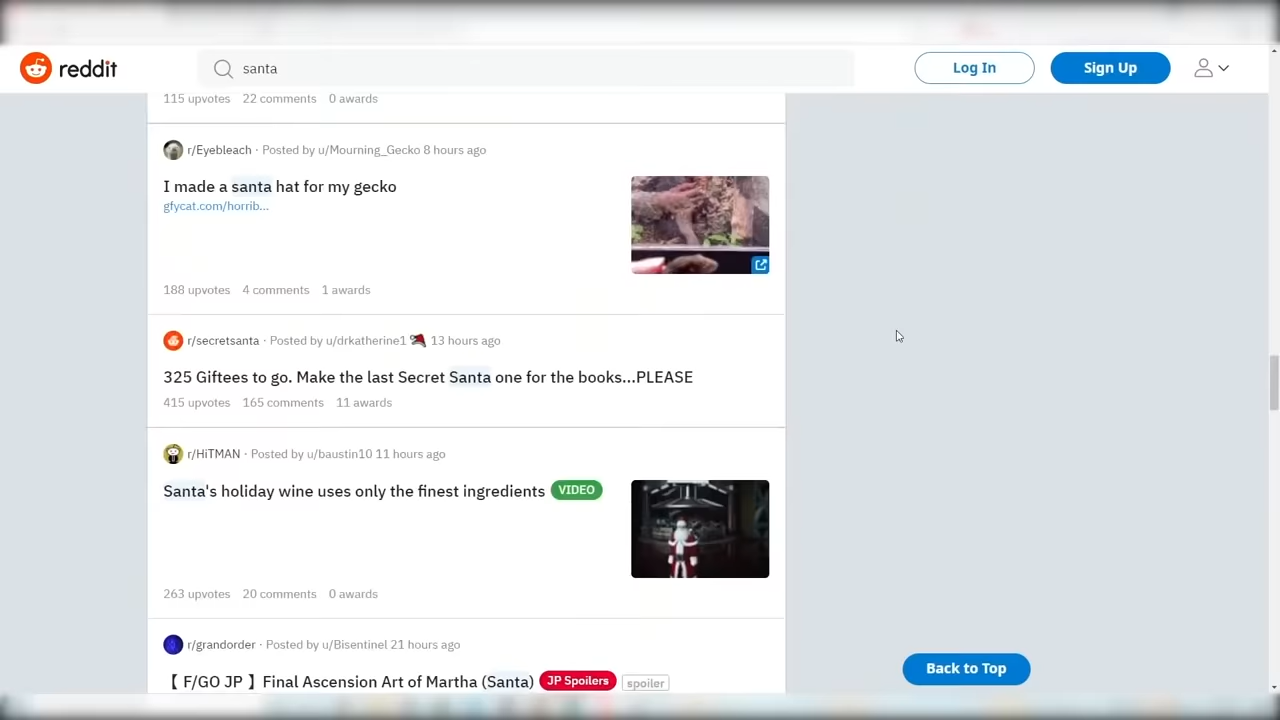 reddit
santa
Log In
Sign Up
115 upvotes 22 comments 0 awards
r/Eyebleach · Posted by u/Mourning_Gecko 8 hours ago
I made a santa hat for my gecko
gfycat.com/horrib...
188 upvotes 4 comments 1 awards
r/secretsanta · Posted by u/drkatherine1 13 hours ago
325 Giftees to go. Make the last Secret Santa one for the books...PLEASE
415 upvotes 165 comments 11 awards
r/HiTMAN · Posted by u/baustin10 11 hours ago
Santa's holiday wine uses only the finest ingredients VIDEO
263 upvotes 20 comments 0 awards
r/grandorder · Posted by u/Bisentinel 21 hours ago
【 F/GO JP 】Final Ascension Art of Martha (Santa) JP Spoilers spoiler
Back to Top